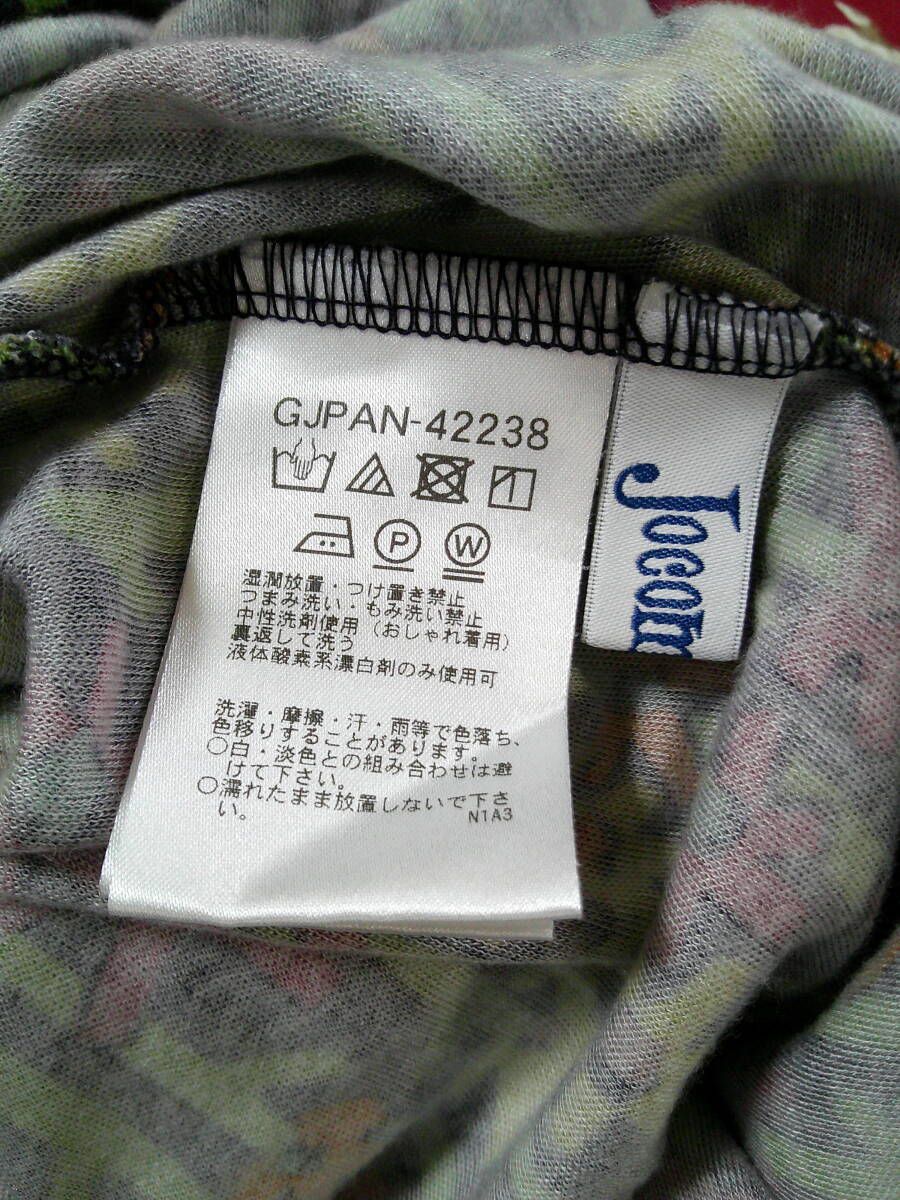 GJPAN-42238
P W
湿潤放置・つけ置き禁止
つまみ洗い・もみ洗い禁止
中性洗剤使用（おしゃれ着用）
裏返して洗う
液体酸素系漂白剤のみ使用可
洗濯・摩擦・汗・雨等で色落ち、
色移りすることがあります。
○白・淡色との組み合わせは避
けて下さい。
○濡れたまま放置しないで下さ
い。
N1A3
Jocom